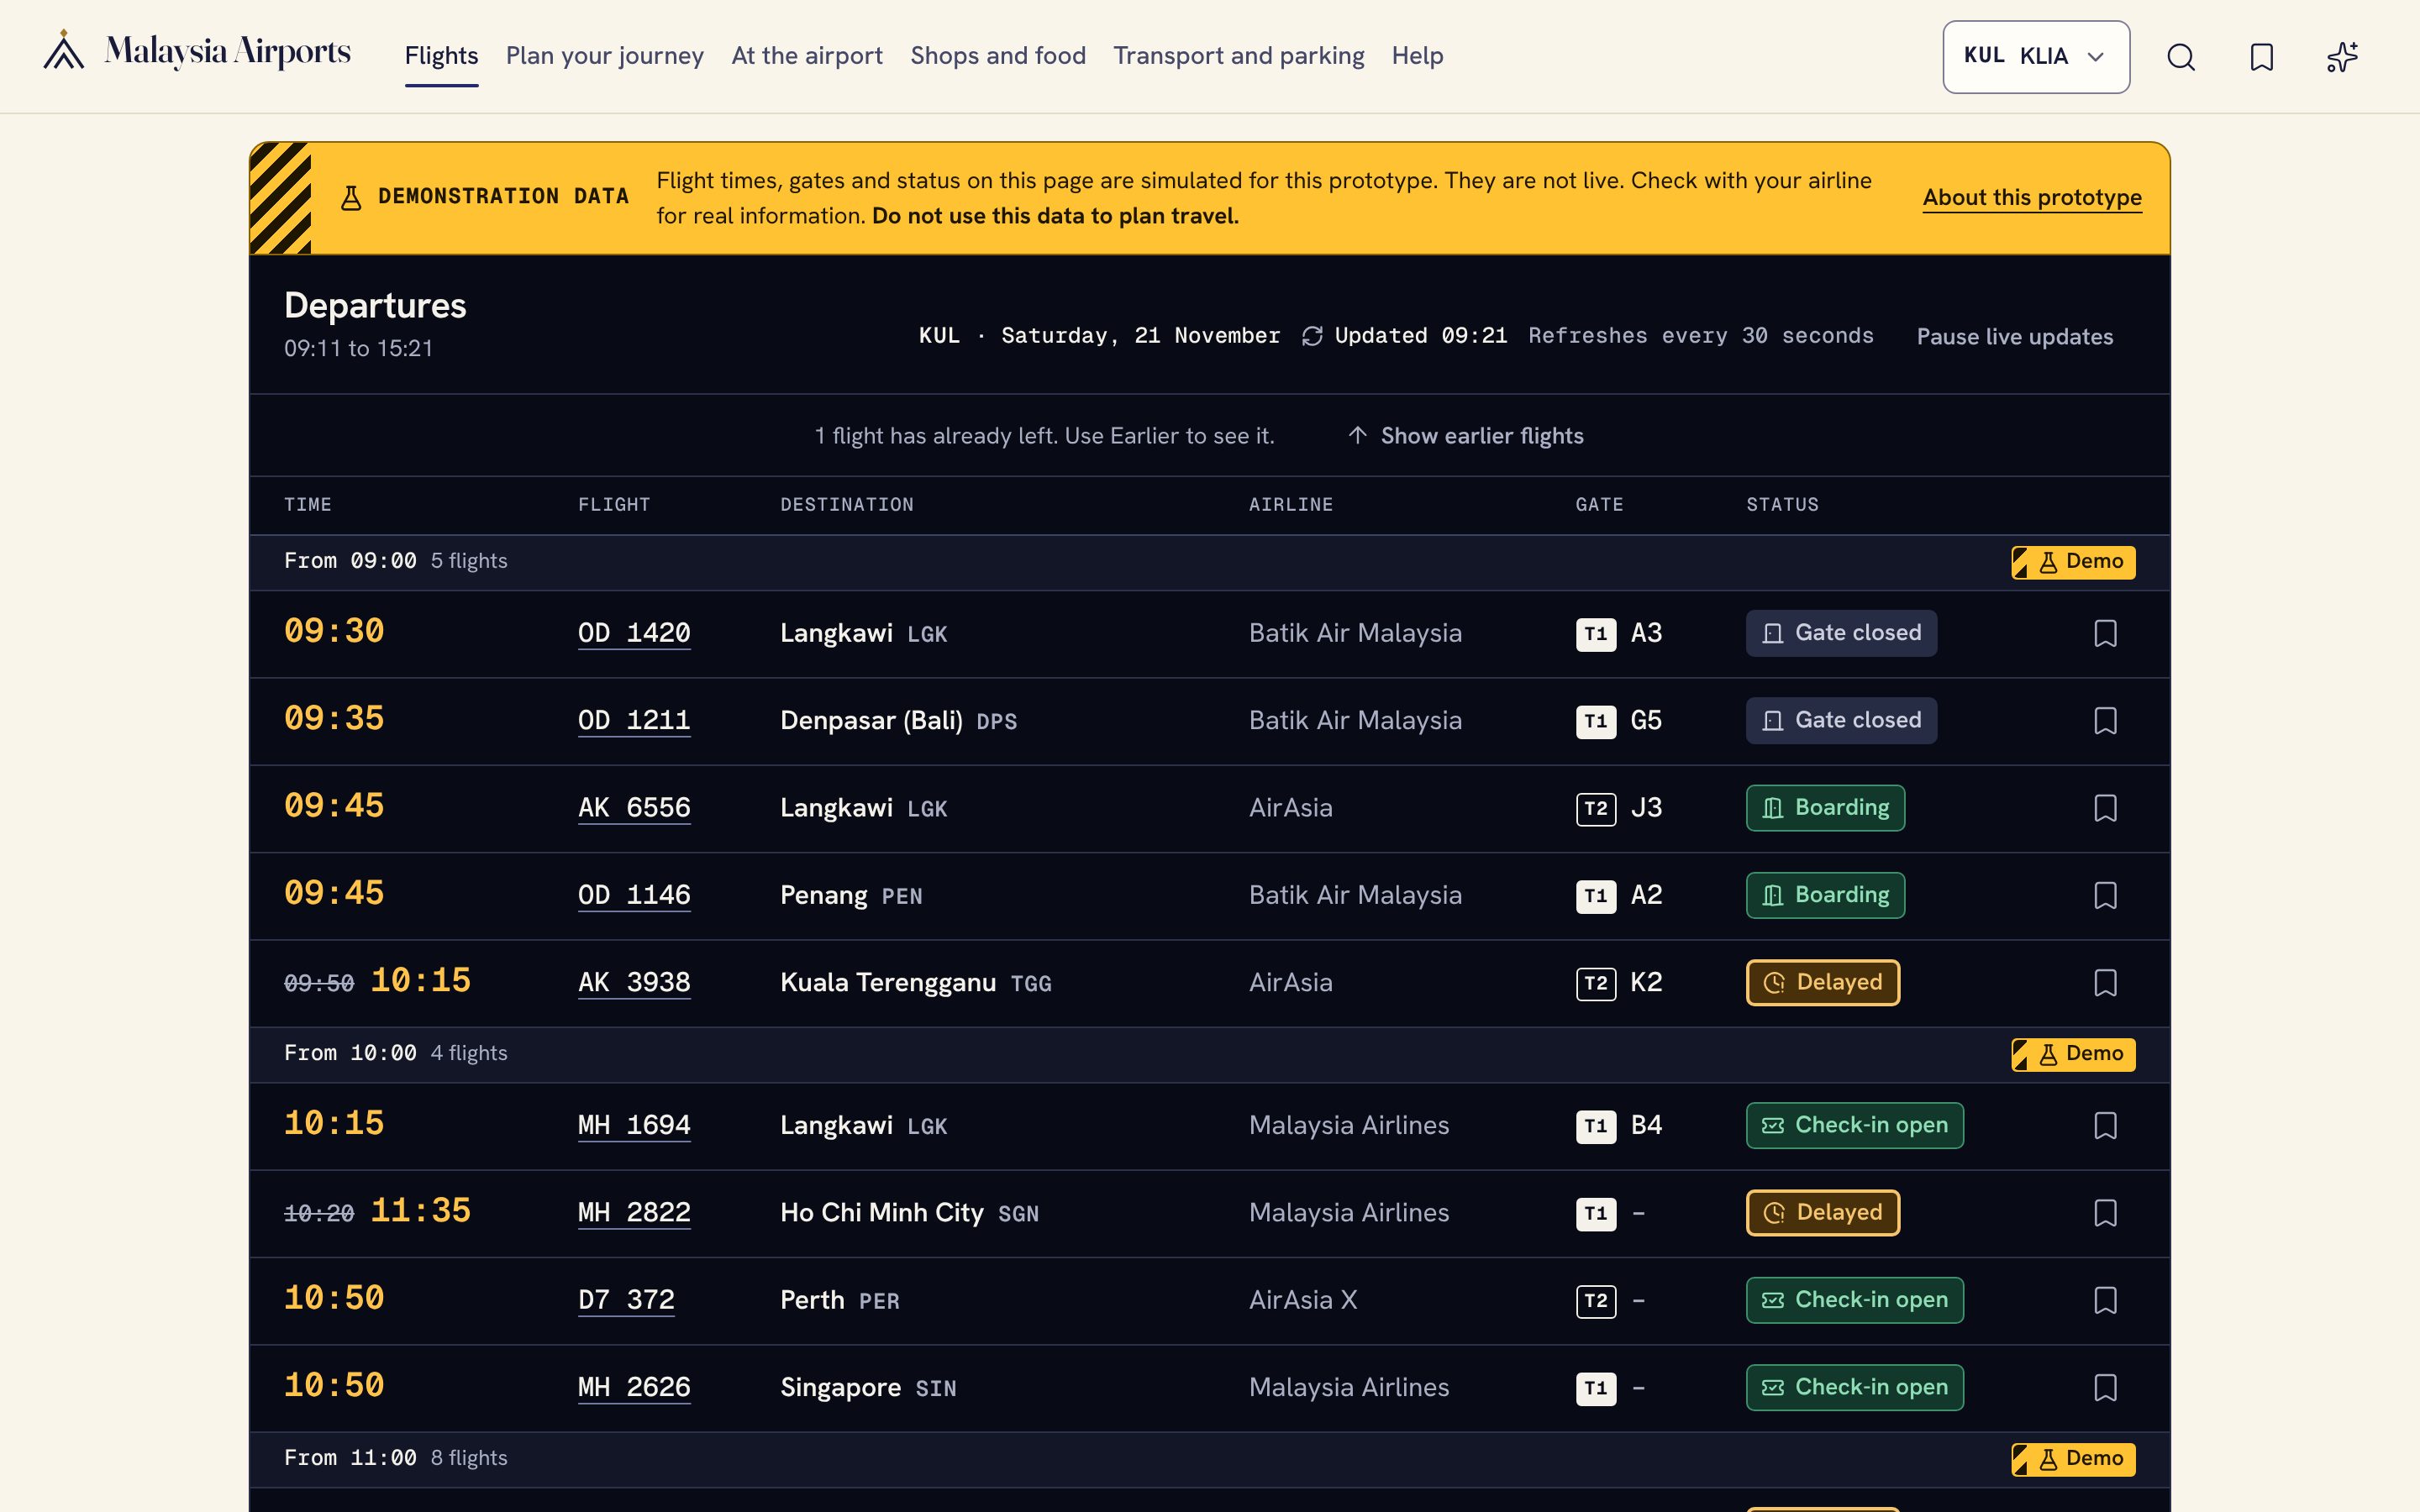 Malaysia Airports
Flights
Plan your journey
At the airport
Shops and food
Transport and parking
Help
KUL KLIA
DEMONSTRATION DATA
Flight times, gates and status on this page are simulated for this prototype. They are not live. Check with your airline
for real information. Do not use this data to plan travel.
About this prototype
Departures
09:11 to 15:21
KUL · Saturday, 21 November
Updated 09:21
Refreshes every 30 seconds
Pause live updates
1 flight has already left. Use Earlier to see it.
Show earlier flights
TIME FLIGHT DESTINATION AIRLINE GATE STATUS
From 09:00 5 flights Demo
09:30 OD 1420 Langkawi LGK Batik Air Malaysia T1 A3 Gate closed
09:35 OD 1211 Denpasar (Bali) DPS Batik Air Malaysia T1 G5 Gate closed
09:45 AK 6556 Langkawi LGK AirAsia T2 J3 Boarding
09:45 OD 1146 Penang PEN Batik Air Malaysia T1 A2 Boarding
09:50 10:15 AK 3938 Kuala Terengganu TGG AirAsia T2 K2 Delayed
From 10:00 4 flights Demo
10:15 MH 1694 Langkawi LGK Malaysia Airlines T1 B4 Check-in open
10:20 11:35 MH 2822 Ho Chi Minh City SGN Malaysia Airlines T1 – Delayed
10:50 D7 372 Perth PER AirAsia X T2 – Check-in open
10:50 MH 2626 Singapore SIN Malaysia Airlines T1 – Check-in open
From 11:00 8 flights Demo